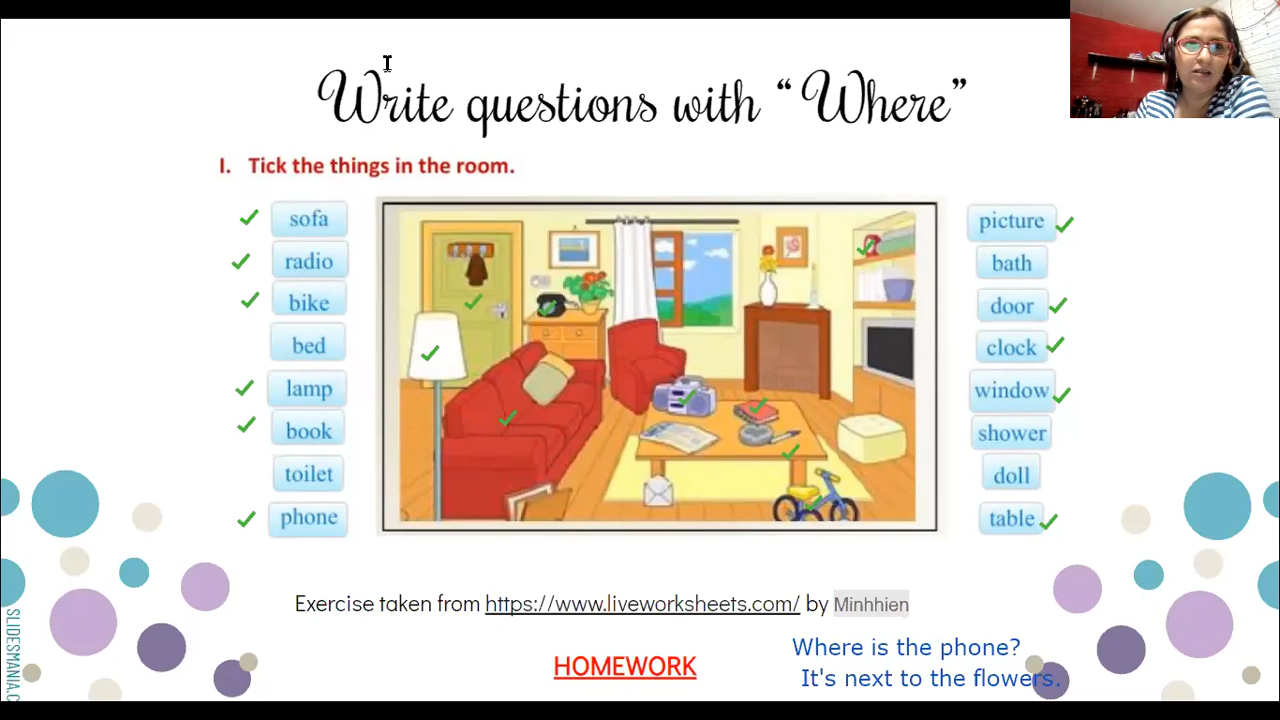 Write questions with “Where”
I. Tick the things in the room.
sofa
radio
bike
bed
lamp
book
toilet
phone
picture
bath
door
clock
window
shower
doll
table
Exercise taken from https://www.liveworksheets.com/ by Minhhien
HOMEWORK
Where is the phone?
It's next to the flowers.
SLIDESMANIA.C